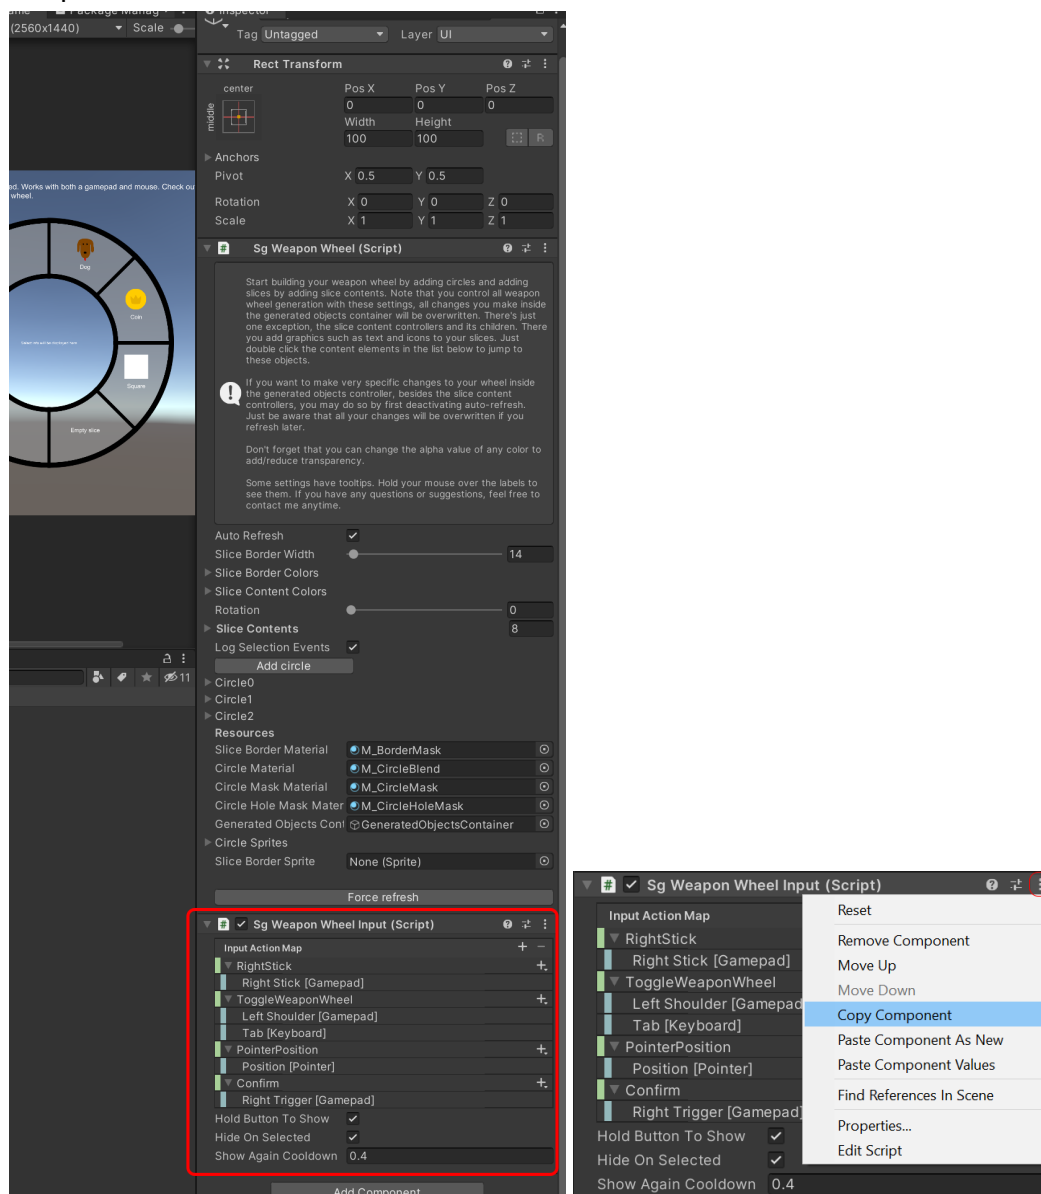 (2560x1440)
Scale
Inspector
Tag
Untagged
Layer
UI
Rect Transform
center
Pos X
Pos Y
Pos Z
middle
0
0
0
Width
Height
100
100
R
Anchors
Pivot
X 0.5
Y 0.5
Rotation
X 0
Y 0
Z 0
Scale
X 1
Y 1
Z 1
ed. Works with both a gamepad and mouse. Check ou
wheel.
Dog
Coin
Square
Empty slice
11
Sg Weapon Wheel (Script)
Start building your weapon wheel by adding circles and adding
slices by adding slice contents. Note that you control all weapon
wheel generation with these settings, all changes you make inside
the generated objects container will be overwritten. There's just
one exception, the slice content controllers and its children. There
you add graphics such as text and icons to your slices. Just
double click the content elements in the list below to jump to
these objects.
If you want to make very specific changes to your wheel inside
the generated objects controller, besides the slice content
controllers, you may do so by first deactivating auto-refresh.
Just be aware that all your changes will be overwritten if you
refresh later.
Don't forget that you can change the alpha value of any color to
add/reduce transparency.
Some settings have tooltips. Hold your mouse over the labels to
see them. If you have any questions or suggestions, feel free to
contact me anytime.
Auto Refresh
Slice Border Width
14
Slice Border Colors
Slice Content Colors
Rotation
0
Slice Contents
8
Log Selection Events
Add circle
Circle0
Circle1
Circle2
Resources
Slice Border Material
M_BorderMask
Circle Material
M_CircleBlend
Circle Mask Material
M_CircleMask
Circle Hole Mask Mater
M_CircleHoleMask
Generated Objects Cont
GeneratedObjectsContainer
Circle Sprites
Slice Border Sprite
None (Sprite)
Force refresh
# Sg Weapon Wheel Input (Script)
Input Action Map
+ −
RightStick
Right Stick [Gamepad]
ToggleWeaponWheel
Left Shoulder [Gamepad]
Tab [Keyboard]
PointerPosition
Position [Pointer]
Confirm
Right Trigger [Gamepad]
Hold Button To Show
Hide On Selected
Show Again Cooldown
0.4
Add Component
# Sg Weapon Wheel Input (Script)
Input Action Map
RightStick
Right Stick [Gamepad]
ToggleWeaponWheel
Left Shoulder [Gamepad
Tab [Keyboard]
PointerPosition
Position [Pointer]
Confirm
Right Trigger [Gamepad]
Hold Button To Show
Hide On Selected
Show Again Cooldown
0.4
Reset
Remove Component
Move Up
Move Down
Copy Component
Paste Component As New
Paste Component Values
Find References In Scene
Properties...
Edit Script